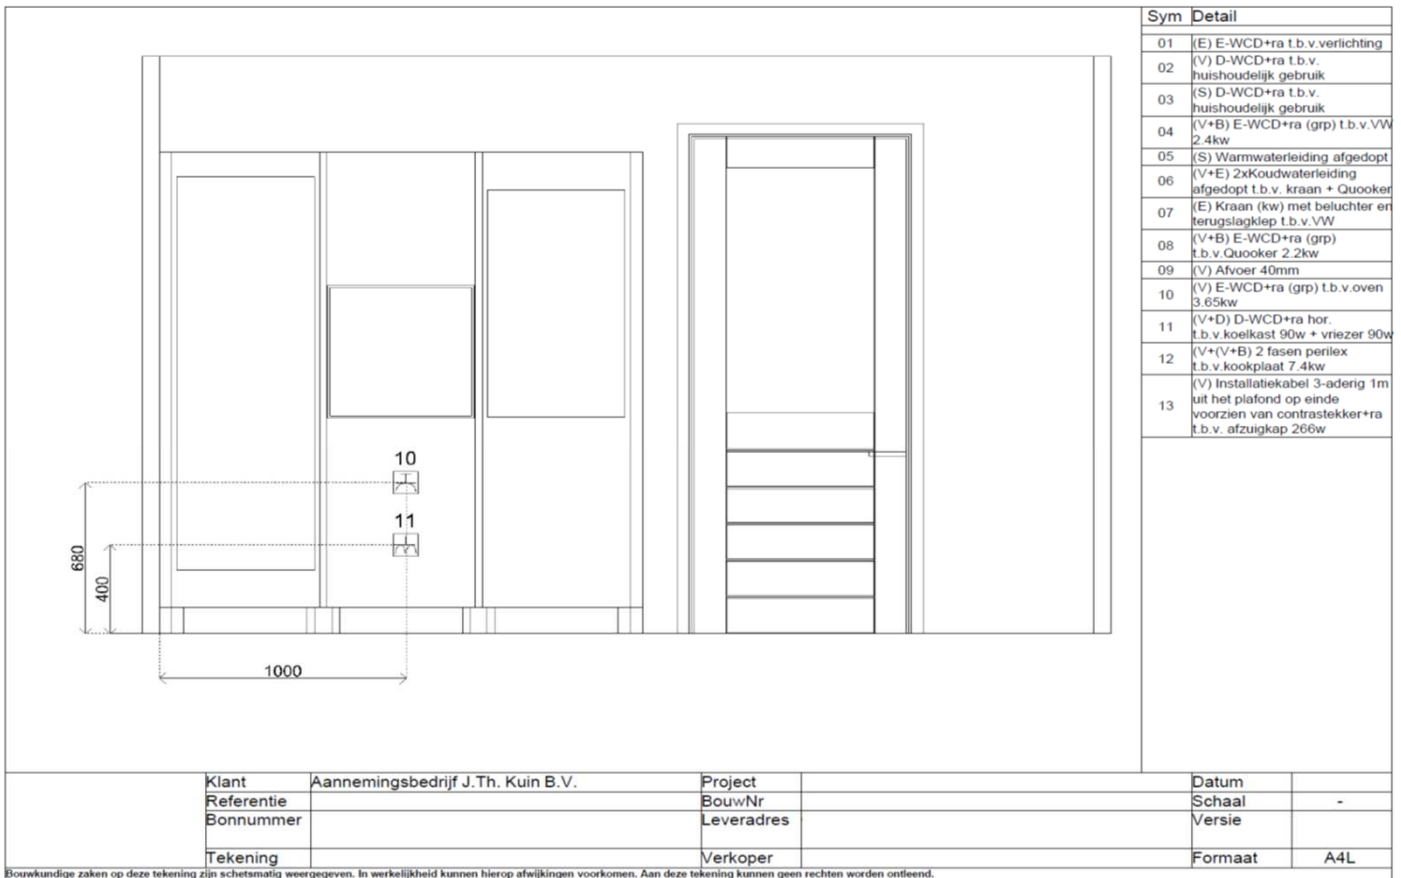 Sym Detail
01 (E) E-WCD+ra t.b.v.verlichting
02 (V) D-WCD+ra t.b.v.
huishoudelijk gebruik
03 (S) D-WCD+ra t.b.v.
huishoudelijk gebruik
04 (V+B) E-WCD+ra (grp) t.b.v.VW
2.4kw
05 (S) Warmwaterleiding afgedopt
06 (V+E) 2xKoudwaterleiding
afgedopt t.b.v. kraan + Quooker
07 (E) Kraan (kw) met beluchter en
terugslagklep t.b.v.VW
08 (V+B) E-WCD+ra (grp)
t.b.v.Quooker 2.2kw
09 (V) Afvoer 40mm
10 (V) E-WCD+ra (grp) t.b.v.oven
3.65kw
11 (V+D) D-WCD+ra hor.
t.b.v.koelkast 90w + vriezer 90w
12 (V+(V+B) 2 fasen perilex
t.b.v.kookplaat 7.4kw
13 (V) Installatiekabel 3-aderig 1m
uit het plafond op einde
voorzien van contrastekker+ra
t.b.v. afzuigkap 266w
10
11
680
400
1000
Klant Aannemingsbedrijf J.Th. Kuin B.V. Project Datum
Referentie BouwNr Schaal -
Bonnummer Leveradres Versie
Tekening Verkoper Formaat A4L
Bouwkundige zaken op deze tekening zijn schetsmatig weergegeven. In werkelijkheid kunnen hierop afwijkingen voorkomen. Aan deze tekening kunnen geen rechten worden ontleend.